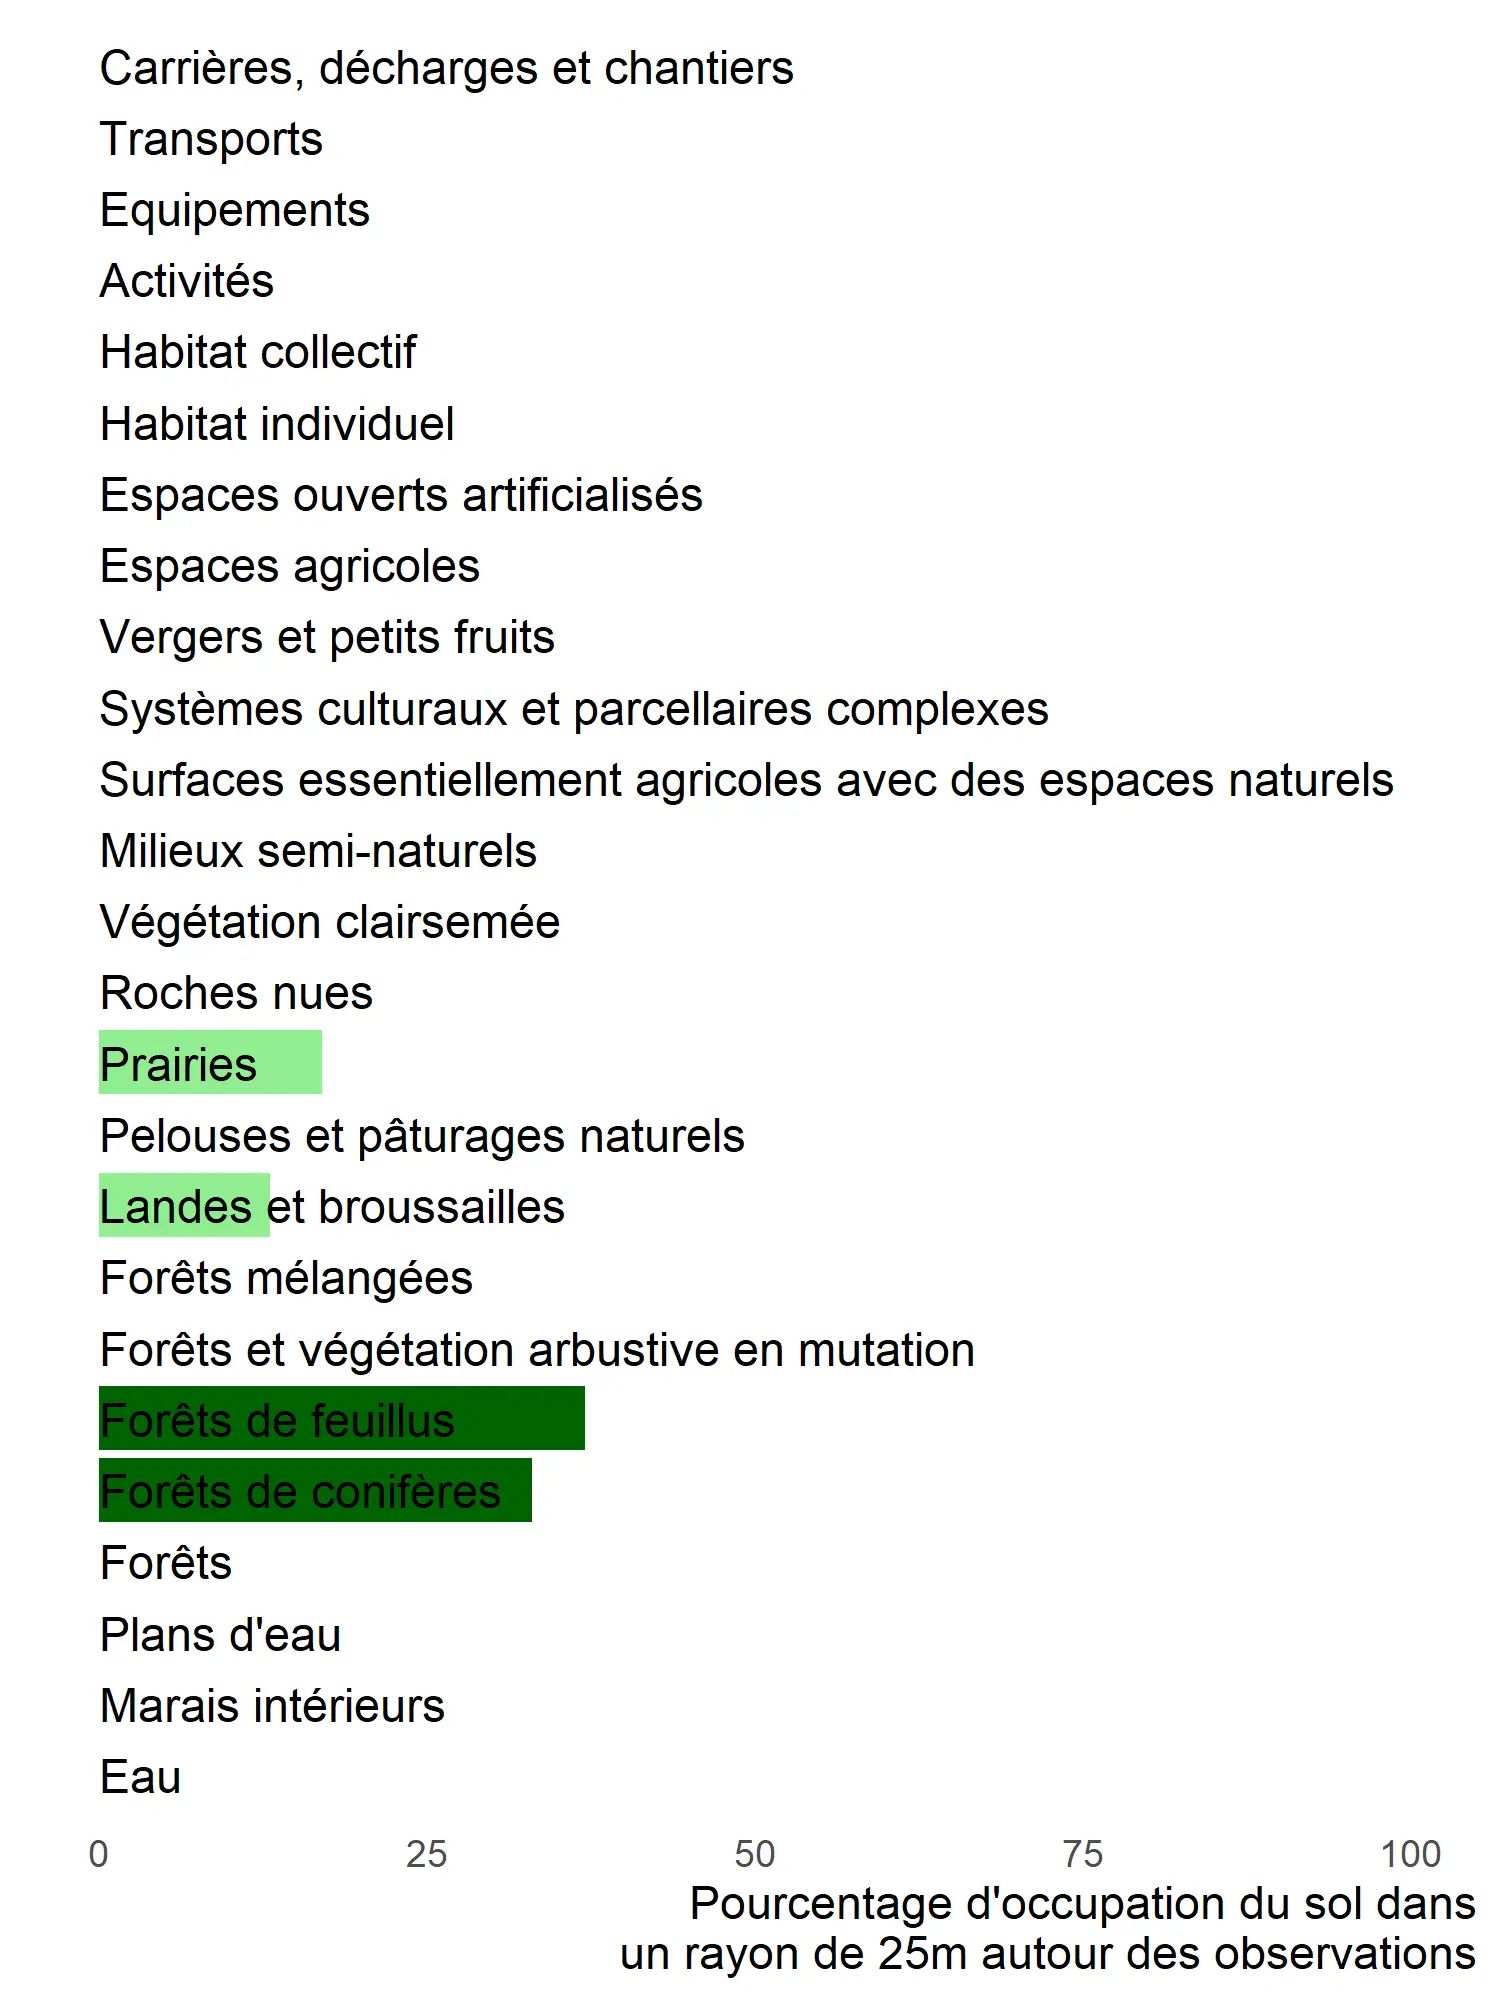 Carrières, décharges et chantiers
Transports
Equipements
Activités
Habitat collectif
Habitat individuel
Espaces ouverts artificialisés
Espaces agricoles
Vergers et petits fruits
Systèmes culturaux et parcellaires complexes
Surfaces essentiellement agricoles avec des espaces naturels
Milieux semi-naturels
Végétation clairsemée
Roches nues
Prairies
Pelouses et pâturages naturels
Landes et broussailles
Forêts mélangées
Forêts et végétation arbustive en mutation
Forêts de feuillus
Forêts de conifères
Forêts
Plans d'eau
Marais intérieurs
Eau
0 25 50 75 100
Pourcentage d'occupation du sol dans
un rayon de 25m autour des observations